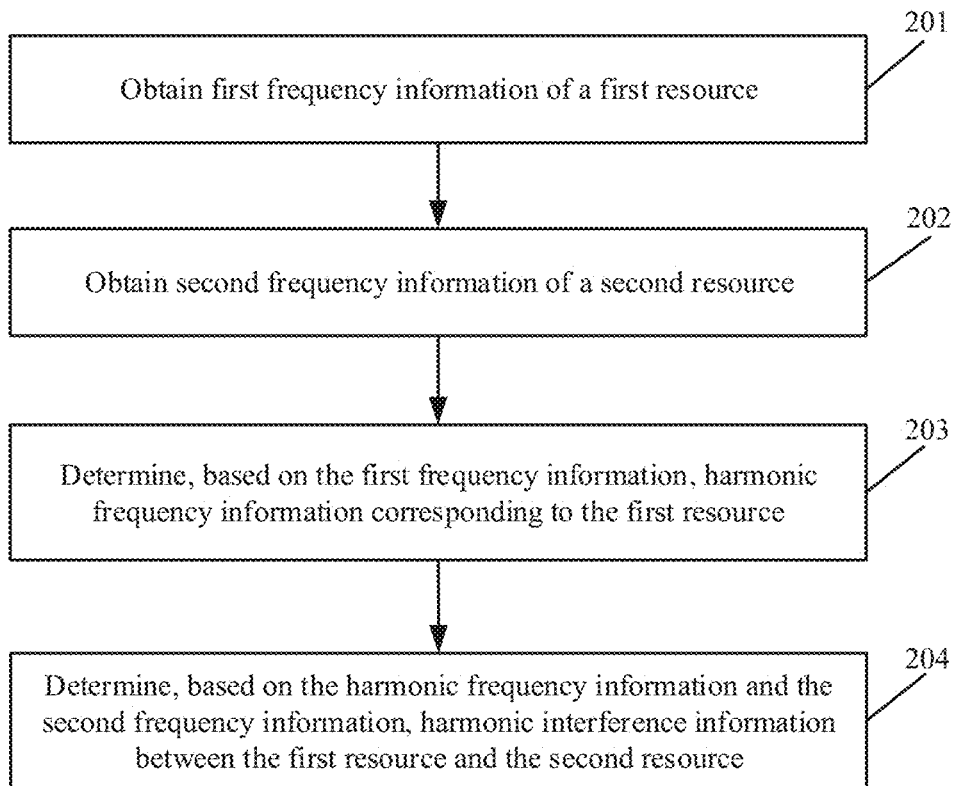 201
Obtain first frequency information of a first resource
202
Obtain second frequency information of a second resource
203
Determine, based on the first frequency information, harmonic
frequency information corresponding to the first resource
204
Determine, based on the harmonic frequency information and the
second frequency information, harmonic interference information
between the first resource and the second resource